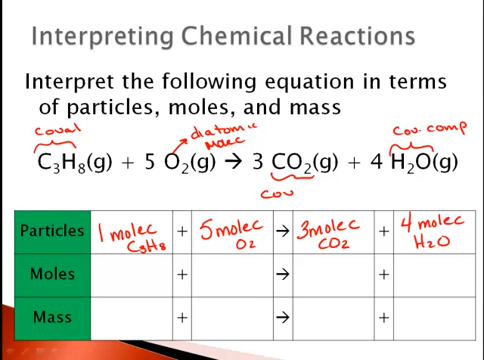 Interpreting Chemical Reactions
Interpret the following equation in terms
of particles, moles, and mass
coval
diatomic
molec
cov. comp
C₃H₈(g) + 5 O₂(g) → 3 CO₂(g) + 4 H₂O(g)
cov
Particles 1 molec C₃H₈ + 5 molec O₂ → 3 molec CO₂ + 4 molec H₂O
Moles + → +
Mass + → +